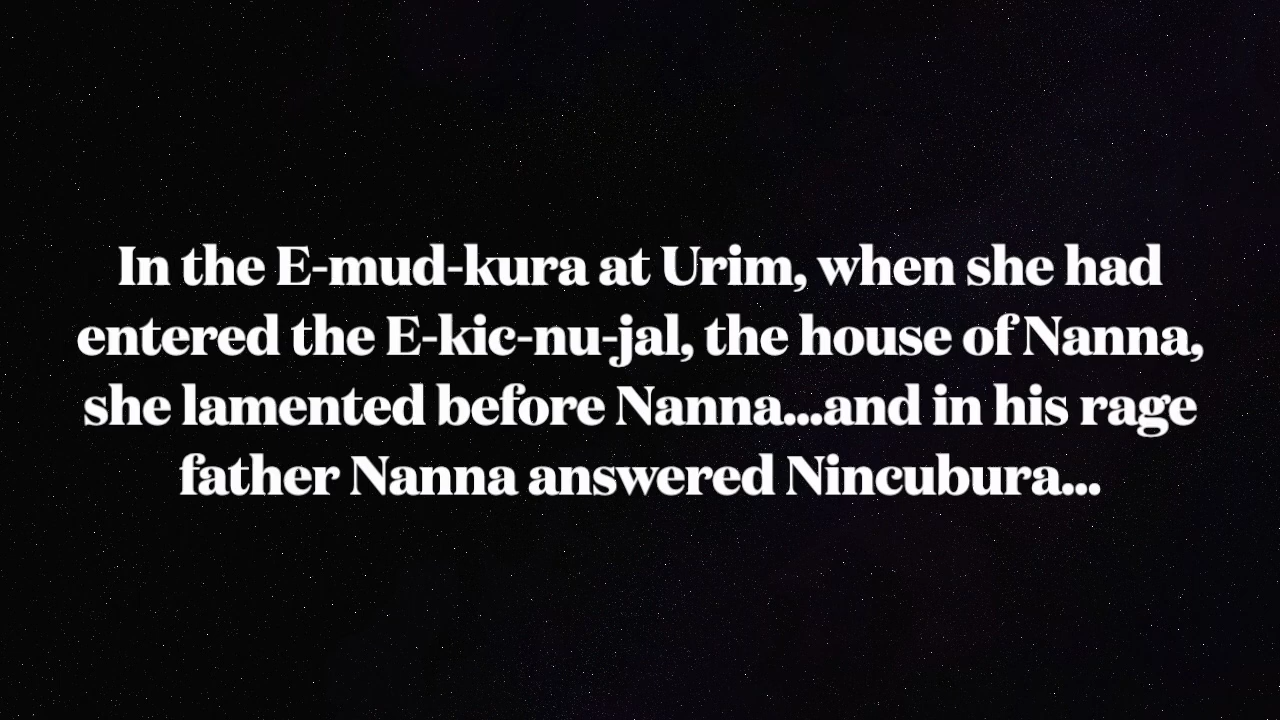 In the E-mud-kura at Urim, when she had
entered the E-kic-nu-jal, the house of Nanna,
she lamented before Nanna...and in his rage
father Nanna answered Nincubura...